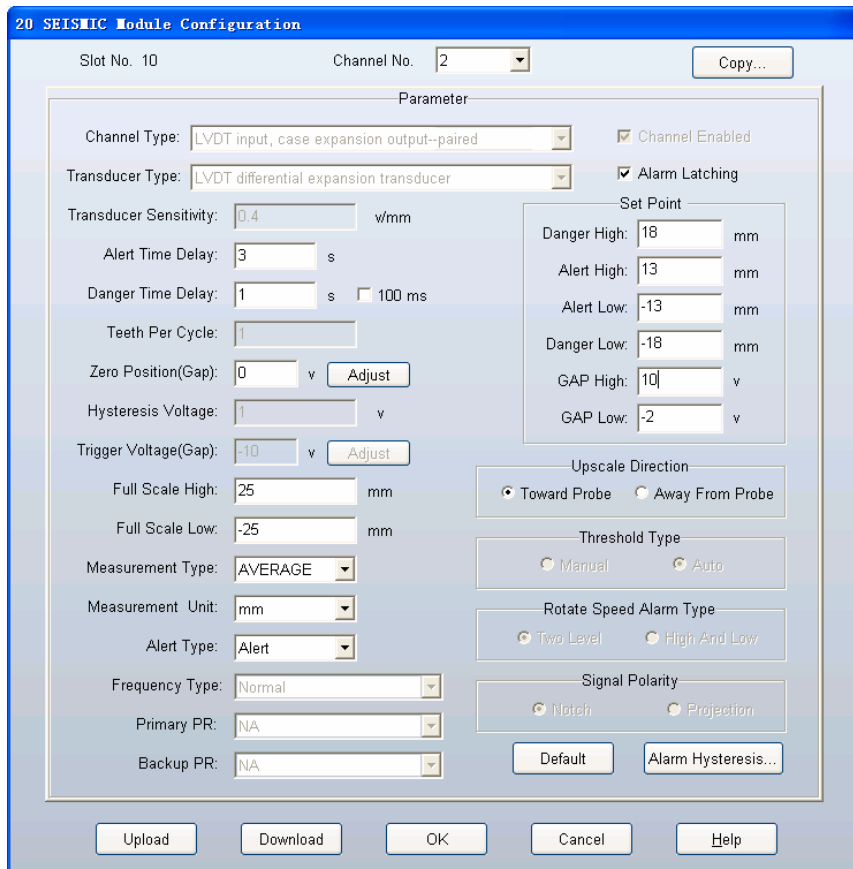 20 SEISMIC Module Configuration
Slot No. 10 Channel No. 2 Copy...
Parameter
Channel Type: LVDT input, case expansion output--paired Channel Enabled
Transducer Type: LVDT differential expansion transducer Alarm Latching
Transducer Sensitivity: 0.4 v/mm
Alert Time Delay: 3 s
Danger Time Delay: 1 s 100 ms
Teeth Per Cycle: 1
Zero Position(Gap): 0 v Adjust
Hysteresis Voltage: 1 v
Trigger Voltage(Gap): -10 v Adjust
Full Scale High: 25 mm
Full Scale Low: -25 mm
Measurement Type: AVERAGE
Measurement Unit: mm
Alert Type: Alert
Frequency Type: Normal
Primary PR: NA
Backup PR: NA
Set Point
Danger High: 18 mm
Alert High: 13 mm
Alert Low: -13 mm
Danger Low: -18 mm
GAP High: 10 v
GAP Low: -2 v
Upscale Direction
Toward Probe Away From Probe
Threshold Type
Manual Auto
Rotate Speed Alarm Type
Two Level High And Low
Signal Polarity
Notch Projection
Default Alarm Hysteresis...
Upload Download OK Cancel Help